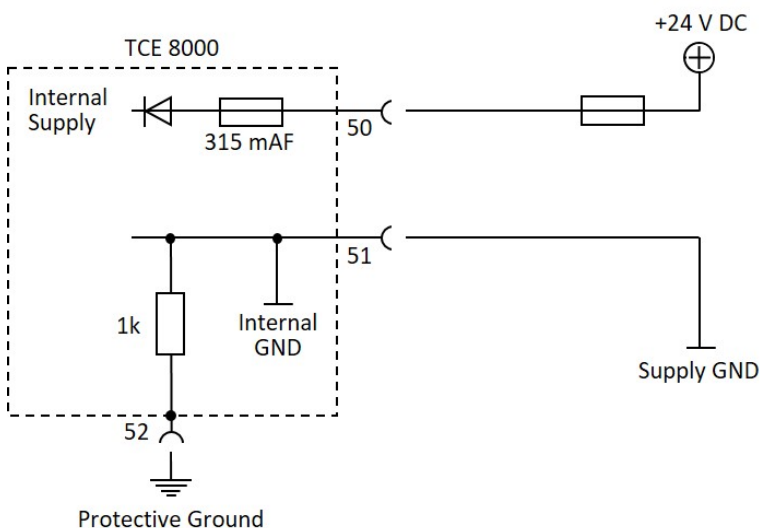 +24 V DC
TCE 8000
Internal
Supply
315 mAF
50
51
1k
Internal
GND
Supply GND
52
Protective Ground